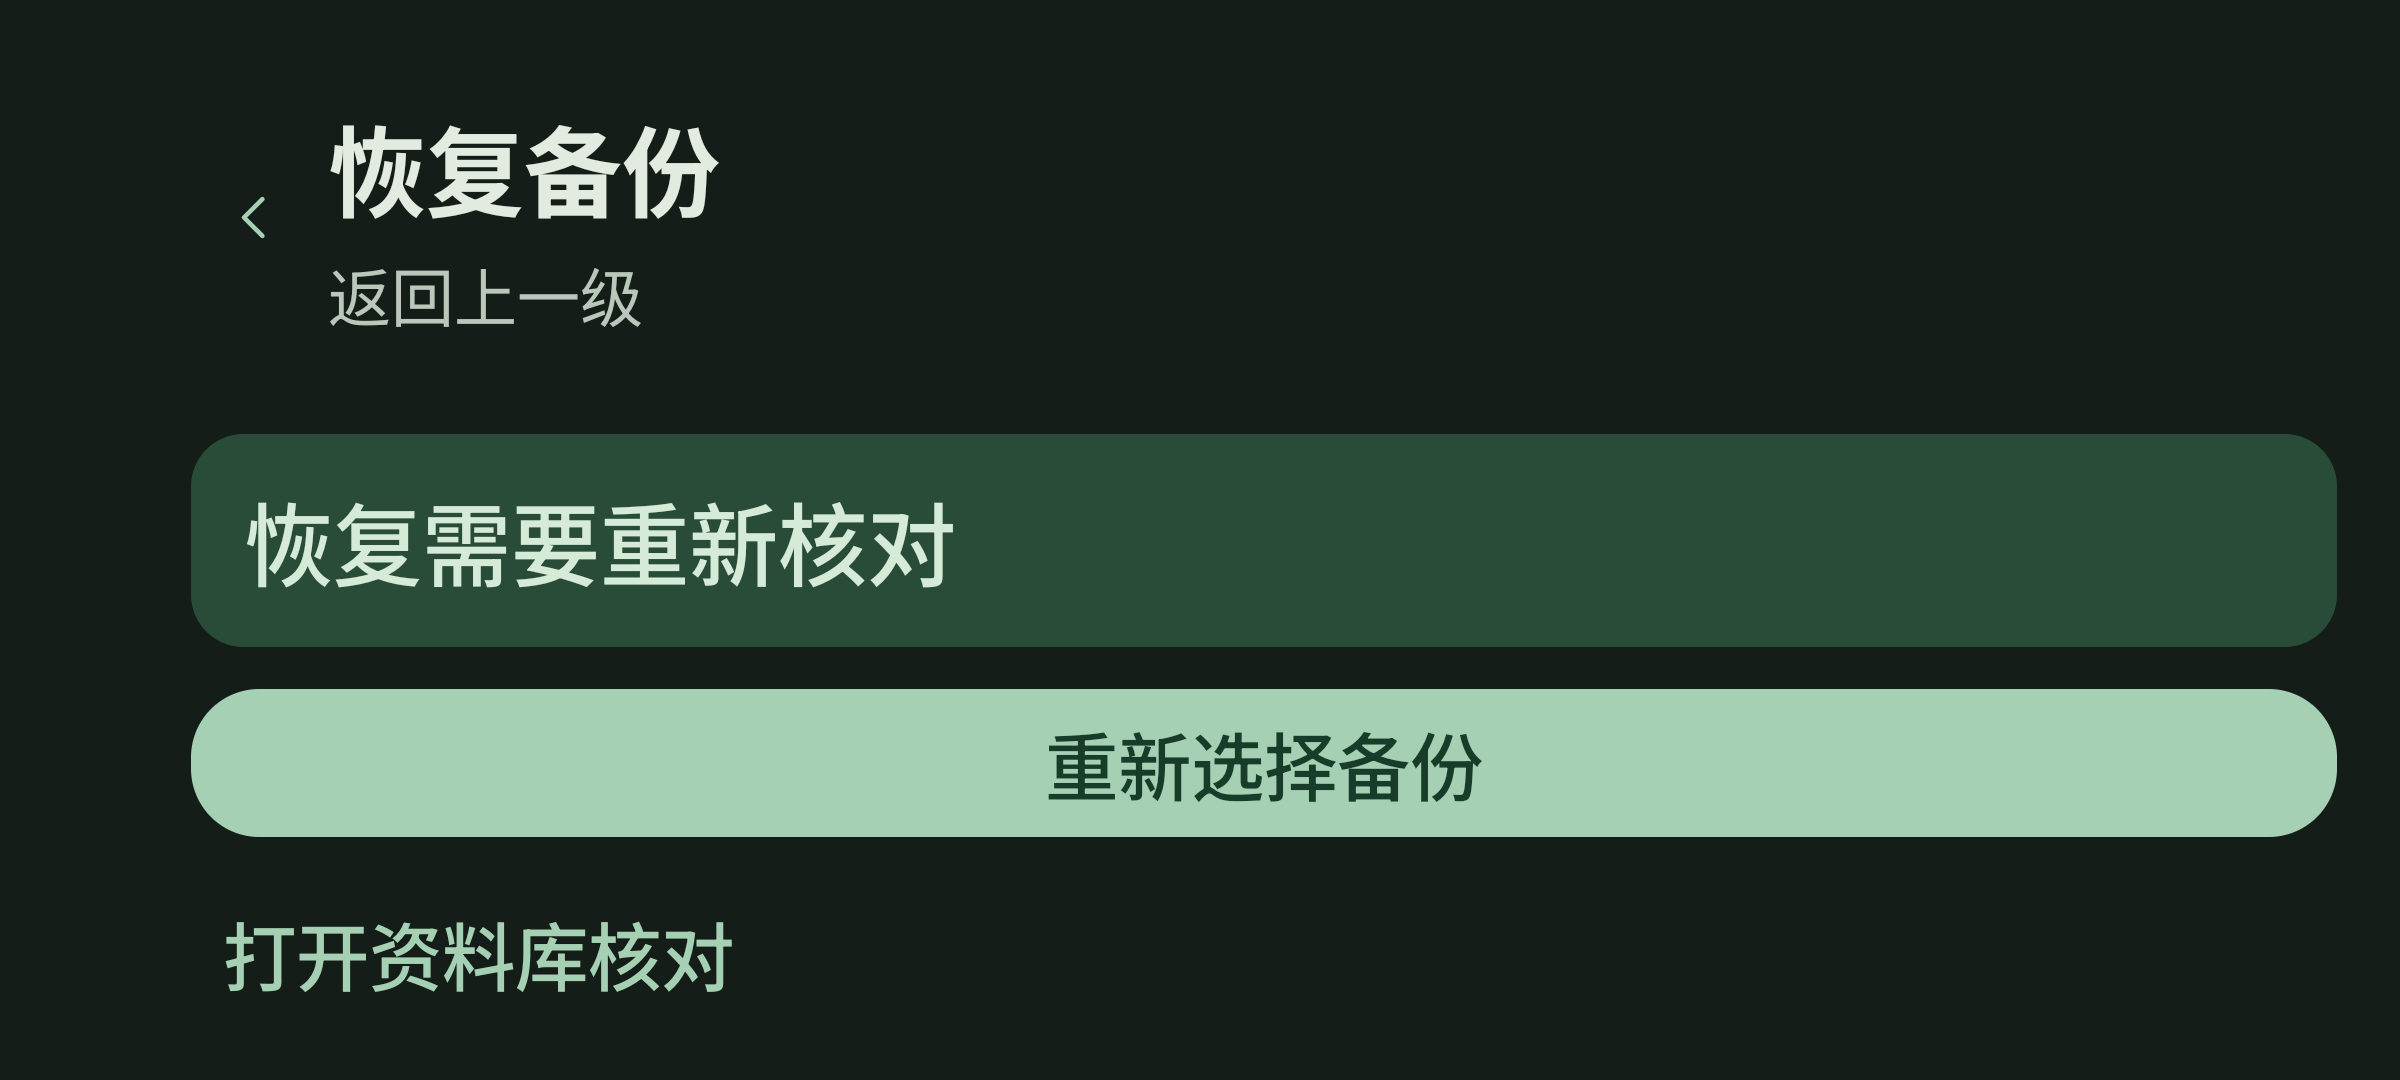 恢复备份
返回上一级
恢复需要重新核对
重新选择备份
打开资料库核对